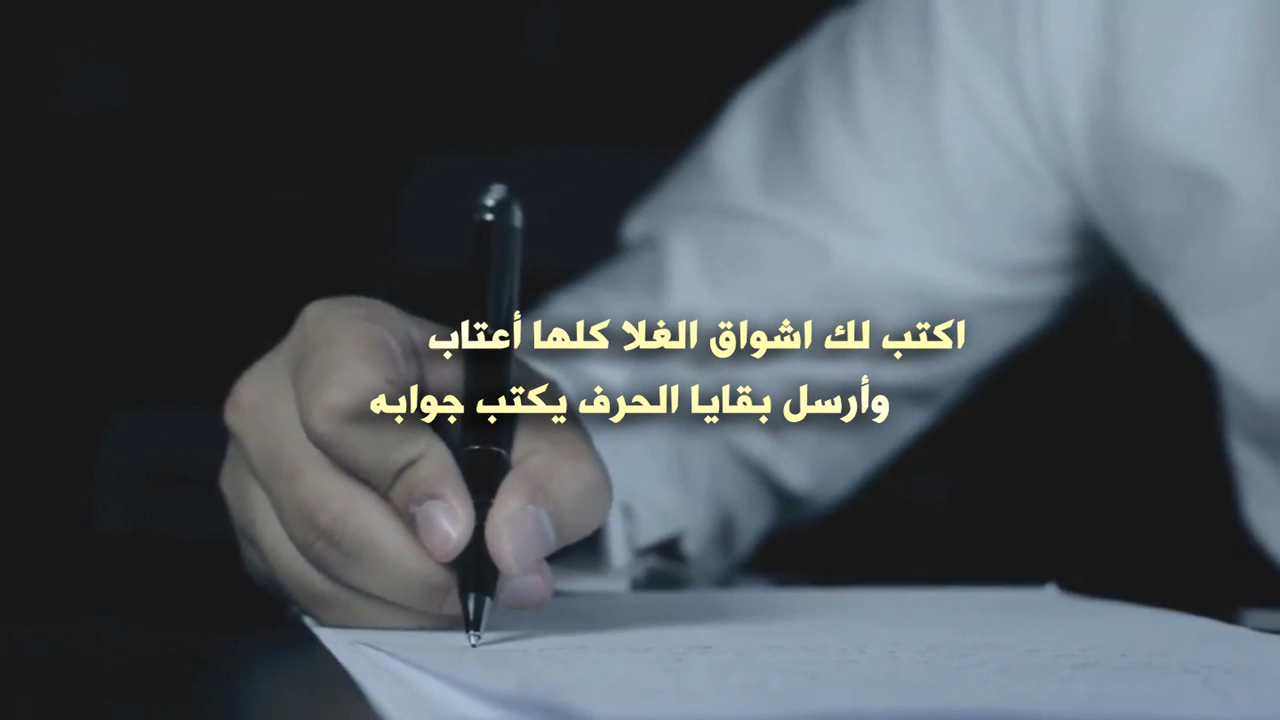 اكتب لك اشواق الغلا كلها أعتاب
وأرسل بقايا الحرف يكتب جوابه